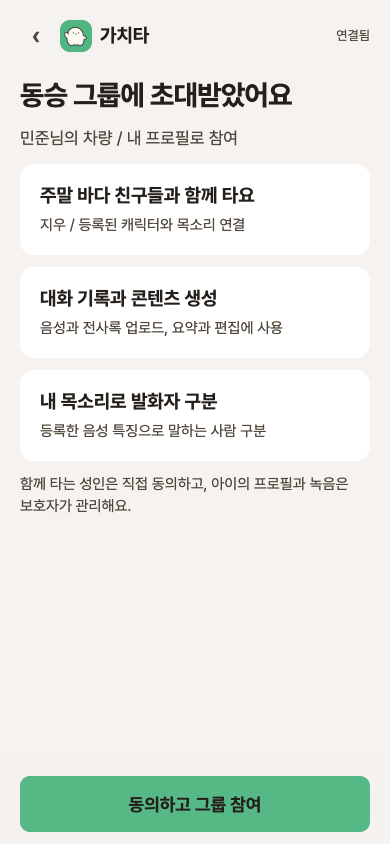 ‹ 가치타
연결됨
동승 그룹에 초대받았어요
민준님의 차량 / 내 프로필로 참여
주말 바다 친구들과 함께 타요
지우 / 등록된 캐릭터와 목소리 연결
대화 기록과 콘텐츠 생성
음성과 전사록 업로드, 요약과 편집에 사용
내 목소리로 발화자 구분
등록한 음성 특징으로 말하는 사람 구분
함께 타는 성인은 직접 동의하고, 아이의 프로필과 녹음은
보호자가 관리해요.
동의하고 그룹 참여